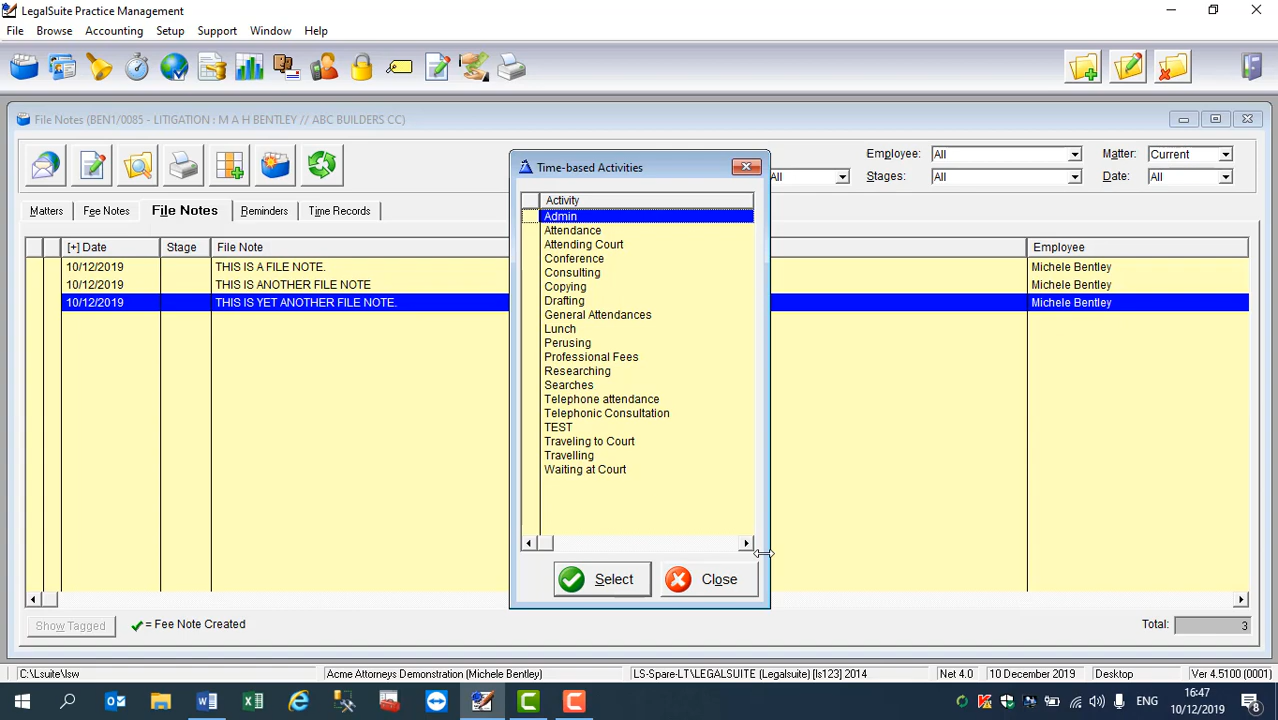 LegalSuite Practice Management
File Browse Accounting Setup Support Window Help
File Notes (BEN1/0085 - LITIGATION : M A H BENTLEY // ABC BUILDERS CC)
Employee: All Matter: Current
All Stages: All Date: All
Matters Fee Notes File Notes Reminders Time Records
[+] Date Stage File Note Employee
10/12/2019 THIS IS A FILE NOTE. Michele Bentley
10/12/2019 THIS IS ANOTHER FILE NOTE Michele Bentley
10/12/2019 THIS IS YET ANOTHER FILE NOTE. Michele Bentley
Time-based Activities
Activity
Admin
Attendance
Attending Court
Conference
Consulting
Copying
Drafting
General Attendances
Lunch
Perusing
Professional Fees
Researching
Searches
Telephone attendance
Telephonic Consultation
TEST
Traveling to Court
Travelling
Waiting at Court
Select Close
Show Tagged = Fee Note Created Total: 3
C:\Lsuite\lsw Acme Attorneys Demonstration (Michele Bentley) LS-Spare-LT\LEGALSUITE (Legalsuite) [ls123] 2014 Net 4.0 10 December 2019 Desktop Ver 4.5100 (0001)
ENG 16:47
10/12/2019 8